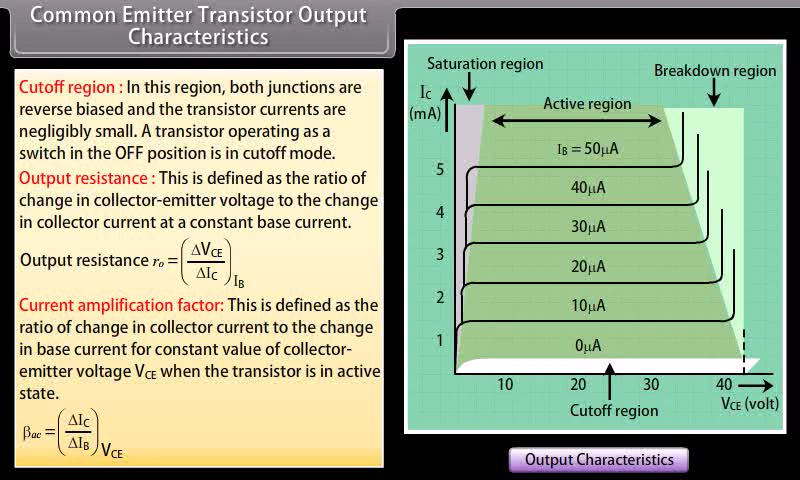 Common Emitter Transistor Output
Characteristics
Cutoff region : In this region, both junctions are
reverse biased and the transistor currents are
negligibly small. A transistor operating as a
switch in the OFF position is in cutoff mode.
Output resistance : This is defined as the ratio of
change in collector-emitter voltage to the change
in collector current at a constant base current.
Output resistance ro = (ΔVCE / ΔIC) IB
Current amplification factor: This is defined as the
ratio of change in collector current to the change
in base current for constant value of collector-
emitter voltage VCE when the transistor is in active
state.
βac = (ΔIC / ΔIB) VCE
Saturation region
Breakdown region
IC
(mA)
Active region
IB = 50μA
5
40μA
4
30μA
3
20μA
2
10μA
1
0μA
10 20 30 40
VCE (volt)
Cutoff region
Output Characteristics